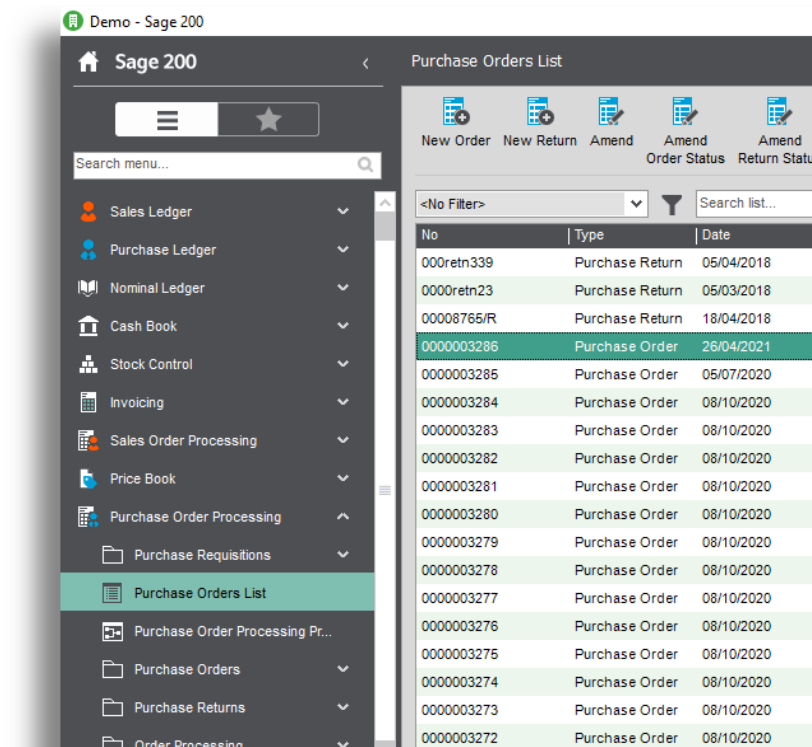 Demo - Sage 200
Sage 200
Search menu...
Sales Ledger
Purchase Ledger
Nominal Ledger
Cash Book
Stock Control
Invoicing
Sales Order Processing
Price Book
Purchase Order Processing
Purchase Requisitions
Purchase Orders List
Purchase Order Processing Pr...
Purchase Orders
Purchase Returns
Order Processing
Purchase Orders List
New Order New Return Amend Amend Order Status Amend Return Statu
<No Filter> Search list...
No Type Date
000retn339 Purchase Return 05/04/2018
0000retn23 Purchase Return 05/03/2018
00008765/R Purchase Return 18/04/2018
0000003286 Purchase Order 26/04/2021
0000003285 Purchase Order 05/07/2020
0000003284 Purchase Order 08/10/2020
0000003283 Purchase Order 08/10/2020
0000003282 Purchase Order 08/10/2020
0000003281 Purchase Order 08/10/2020
0000003280 Purchase Order 08/10/2020
0000003279 Purchase Order 08/10/2020
0000003278 Purchase Order 08/10/2020
0000003277 Purchase Order 08/10/2020
0000003276 Purchase Order 08/10/2020
0000003275 Purchase Order 08/10/2020
0000003274 Purchase Order 08/10/2020
0000003273 Purchase Order 08/10/2020
0000003272 Purchase Order 08/10/2020